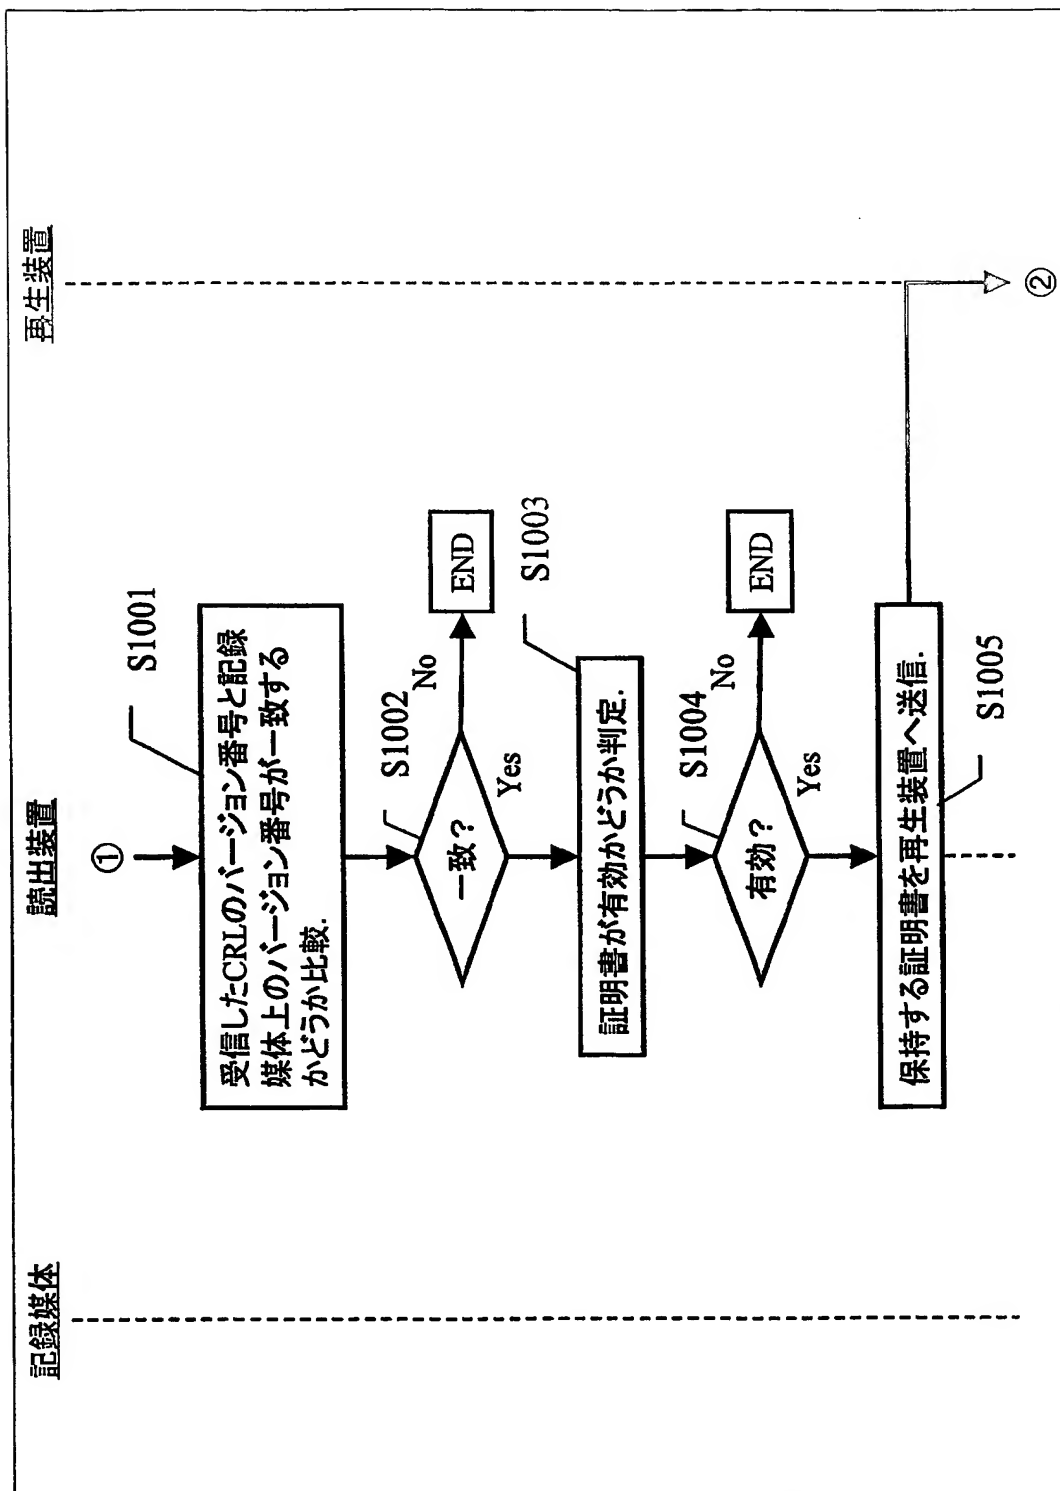 記録媒体
読出装置
再生装置
①
S1001
受信したCRLのバージョン番号と記録
媒体上のバージョン番号が一致する
かどうか比較.
S1002
一致？
No
END
Yes
S1003
証明書が有効かどうか判定.
S1004
有効？
No
END
Yes
保持する証明書を再生装置へ送信.
S1005
②